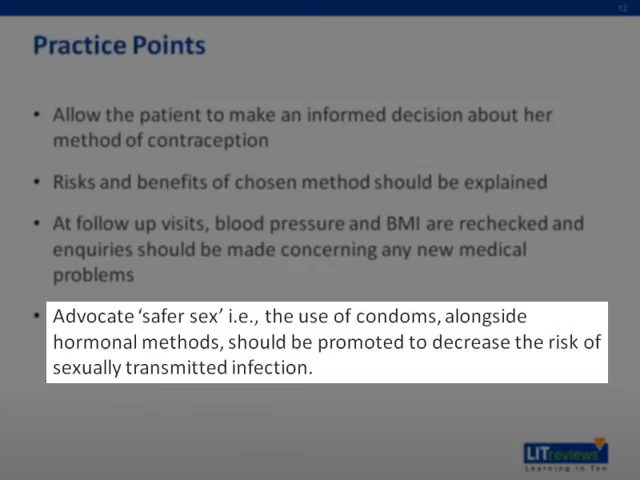 12
Practice Points
• Allow the patient to make an informed decision about her
method of contraception
• Risks and benefits of chosen method should be explained
• At follow up visits, blood pressure and BMI are rechecked and
enquiries should be made concerning any new medical
problems
• Advocate ‘safer sex’ i.e., the use of condoms, alongside
hormonal methods, should be promoted to decrease the risk of
sexually transmitted infection.
LITreviews
Learning in Ten